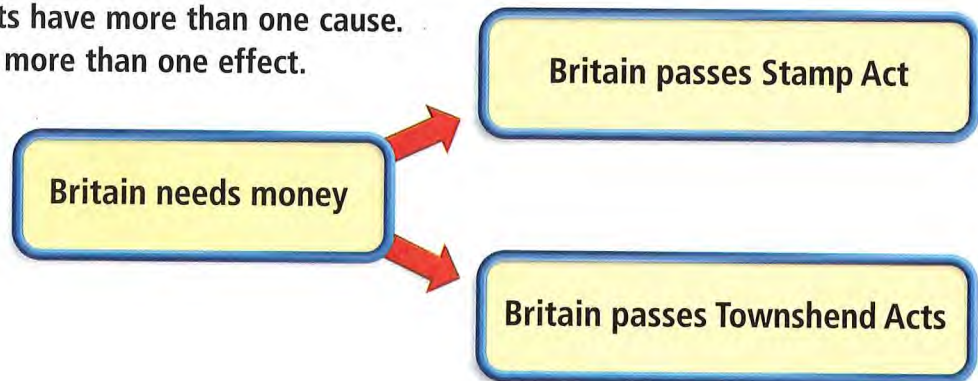 ts have more than one cause.
more than one effect.
Britain passes Stamp Act
Britain needs money
Britain passes Townshend Acts